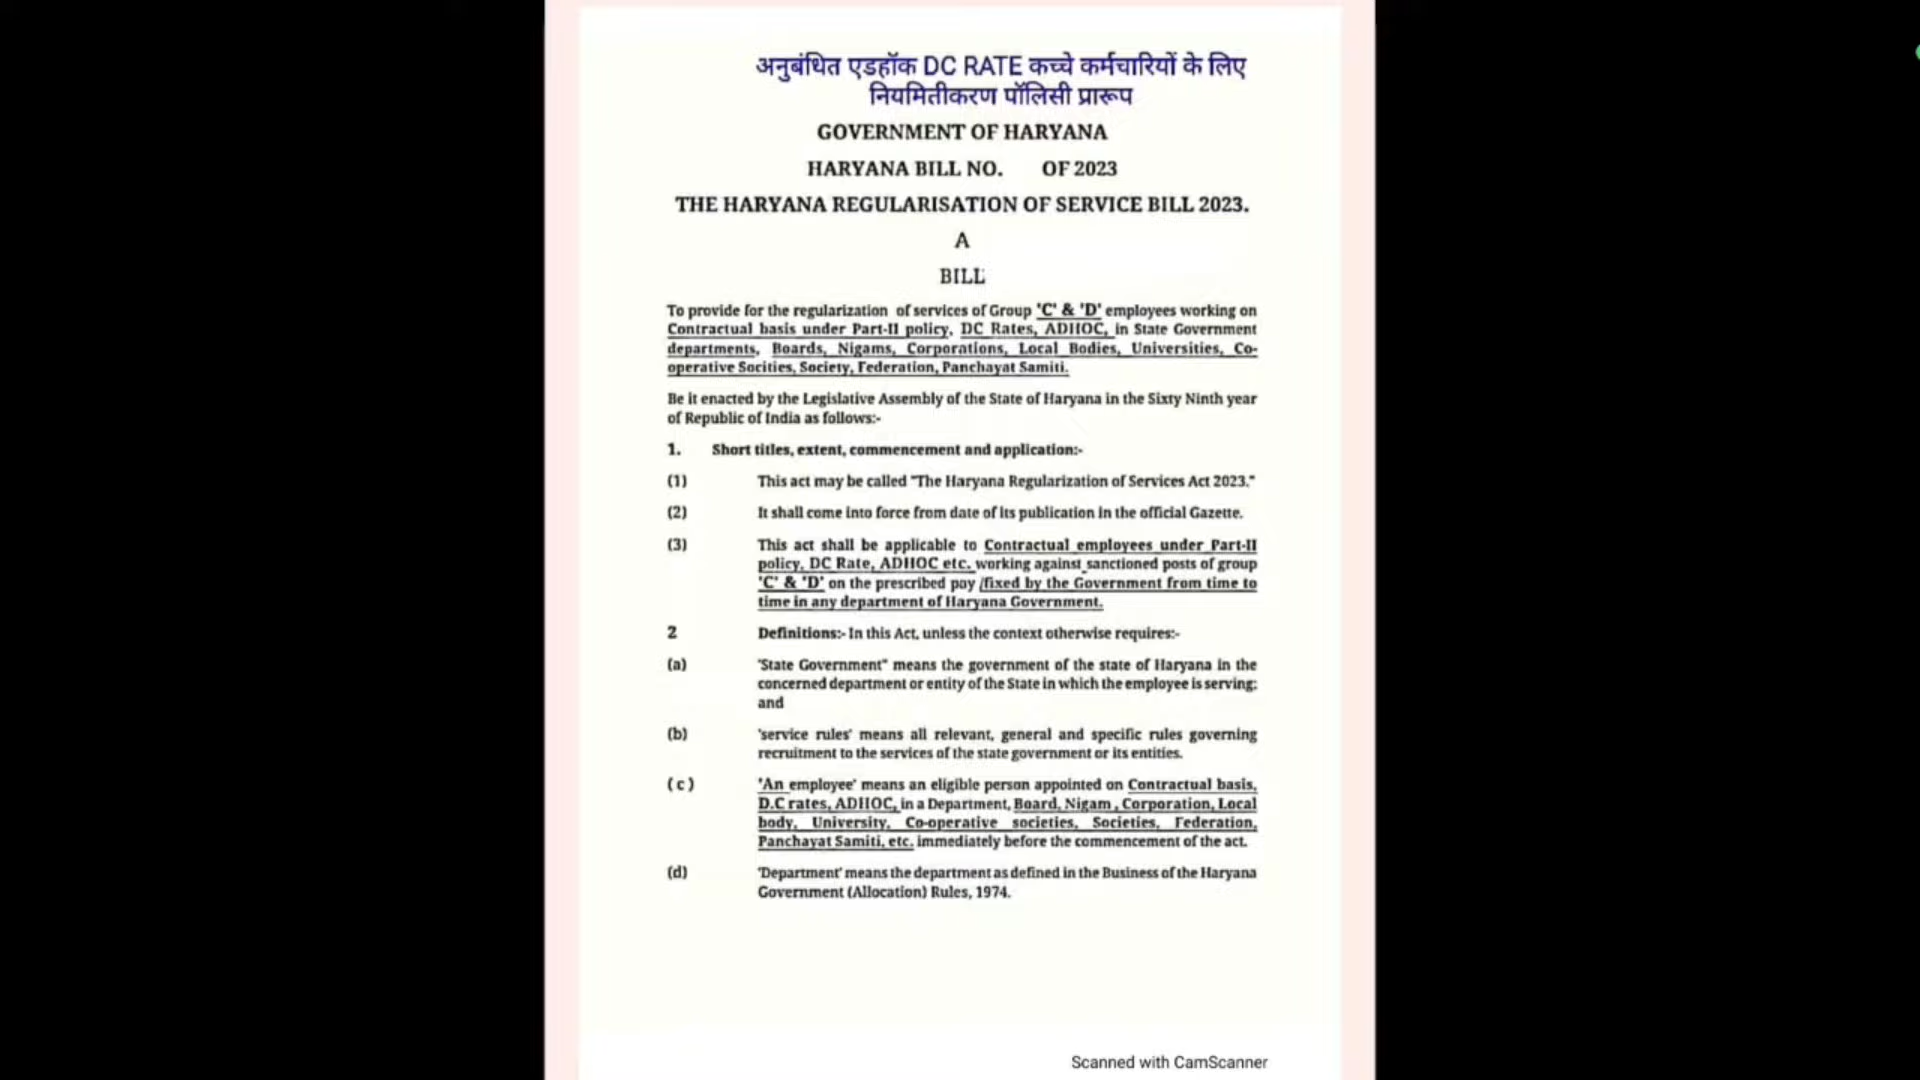 अनुबंधित एडहॉक DC RATE कच्चे कर्मचारियों के लिए
नियमितीकरण पॉलिसी प्रारूप
GOVERNMENT OF HARYANA
HARYANA BILL NO. OF 2023
THE HARYANA REGULARISATION OF SERVICE BILL 2023.
A
BILL
To provide for the regularization of services of Group 'C' & 'D' employees working on
Contractual basis under Part-II policy, DC Rates, ADHOC, in State Government
departments, Boards, Nigams, Corporations, Local Bodies, Universities, Co-
operative Socities, Society, Federation, Panchayat Samiti.
Be it enacted by the Legislative Assembly of the State of Haryana in the Sixty Ninth year
of Republic of India as follows:-
1. Short titles, extent, commencement and application:-
(1) This act may be called "The Haryana Regularization of Services Act 2023."
(2) It shall come into force from date of its publication in the official Gazette.
(3) This act shall be applicable to Contractual employees under Part-II
policy, DC Rate, ADHOC etc. working against sanctioned posts of group
'C' & 'D' on the prescribed pay /fixed by the Government from time to
time in any department of Haryana Government.
2 Definitions:- In this Act, unless the context otherwise requires:-
(a) 'State Government" means the government of the state of Haryana in the
concerned department or entity of the State in which the employee is serving;
and
(b) 'service rules' means all relevant, general and specific rules governing
recruitment to the services of the state government or its entities.
(c) 'An employee' means an eligible person appointed on Contractual basis,
D.C rates, ADHOC, in a Department, Board, Nigam , Corporation, Local
body, University, Co-operative societies, Societies, Federation,
Panchayat Samiti, etc. immediately before the commencement of the act.
(d) 'Department' means the department as defined in the Business of the Haryana
Government (Allocation) Rules, 1974.
Scanned with CamScanner